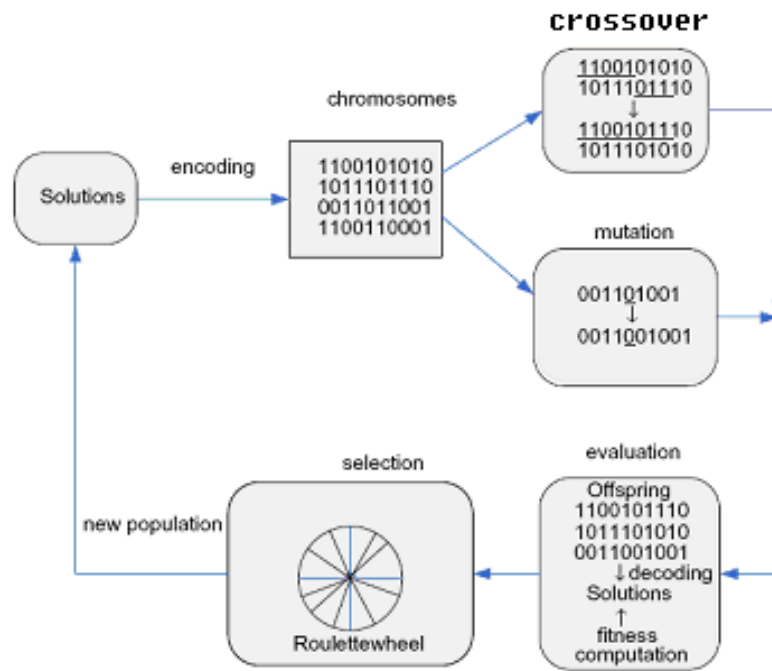 crossover
1100101010
1011101110
↓
1100101110
1011101010
chromosomes
encoding
1100101010
1011101110
0011011001
1100110001
Solutions
mutation
001101001
↓
0011001001
evaluation
Offspring
1100101110
1011101010
0011001001
↓decoding
Solutions
↑
fitness
computation
selection
Roulettewheel
new population